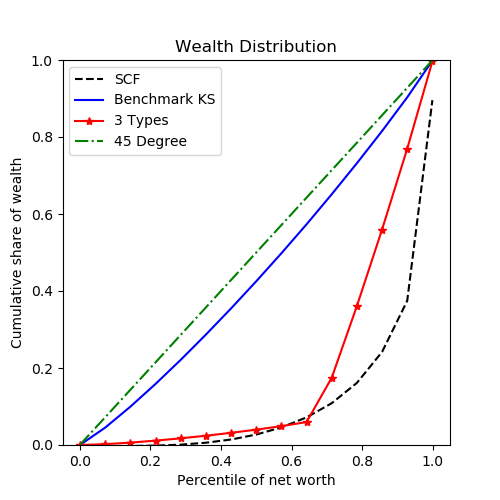 Wealth Distribution
SCF
Benchmark KS
3 Types
45 Degree
1.0
0.8
0.6
0.4
0.2
0.0
Cumulative share of wealth
0.0 0.2 0.4 0.6 0.8 1.0
Percentile of net worth